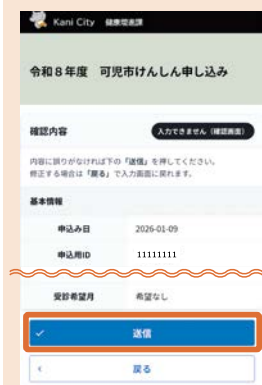 Kani City 健康増進課
令和8年度 可児市けんしん申し込み
確認内容
入力できません（確認画面）
内容に誤りがなければ下の「送信」を押してください。
修正する場合は「戻る」で入力画面に戻れます。
基本情報
申込み日 2026-01-09
申込用ID 11111111
受診希望月 希望なし
送信
戻る